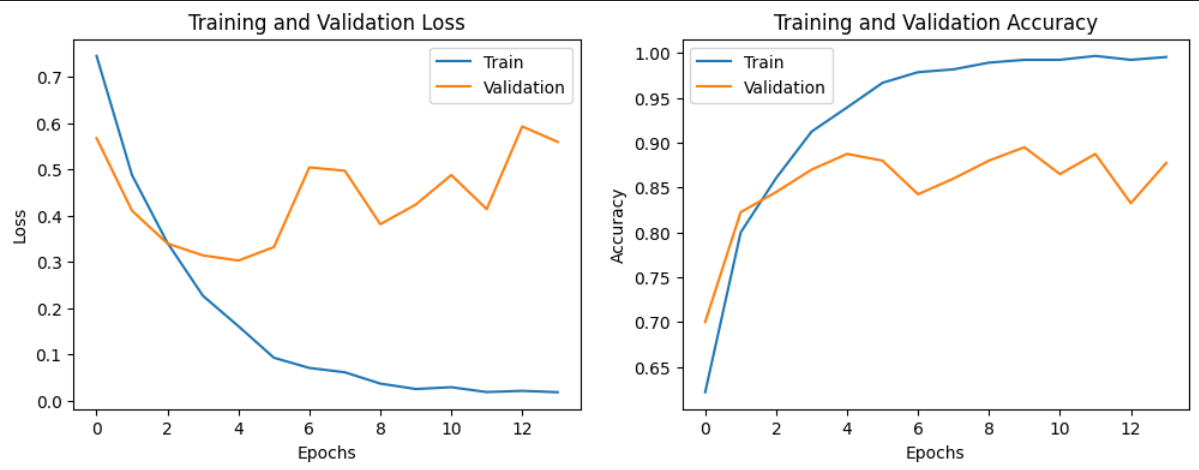 Training and Validation Loss
Train
Validation
0.7
0.6
0.5
0.4
0.3
0.2
0.1
0.0
Loss
0 2 4 6 8 10 12
Epochs
Training and Validation Accuracy
Train
Validation
1.00
0.95
0.90
0.85
0.80
0.75
0.70
0.65
Accuracy
0 2 4 6 8 10 12
Epochs